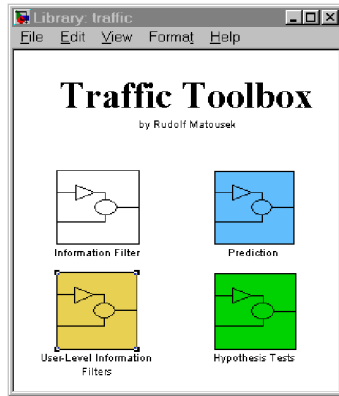 Library: traffic
File Edit View Format Help
Traffic Toolbox
by Rudolf Matousek
Information Filter
Prediction
User-Level Information
Filters
Hypothesis Tests